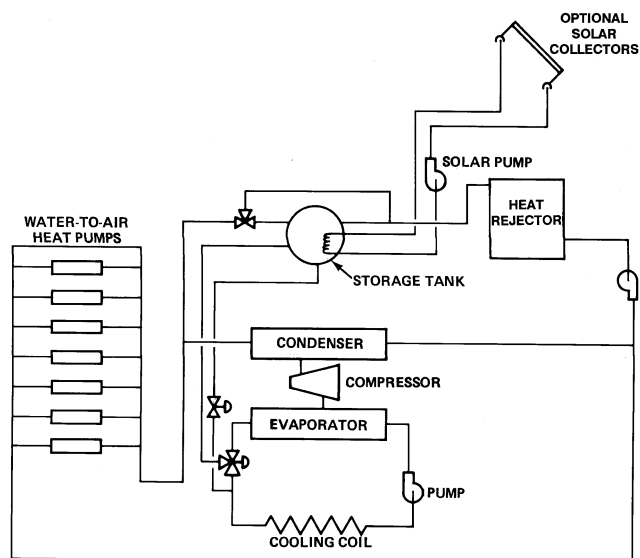 OPTIONAL
SOLAR
COLLECTORS
SOLAR PUMP
HEAT
REJECTOR
WATER-TO-AIR
HEAT PUMPS
STORAGE TANK
CONDENSER
COMPRESSOR
EVAPORATOR
PUMP
COOLING COIL